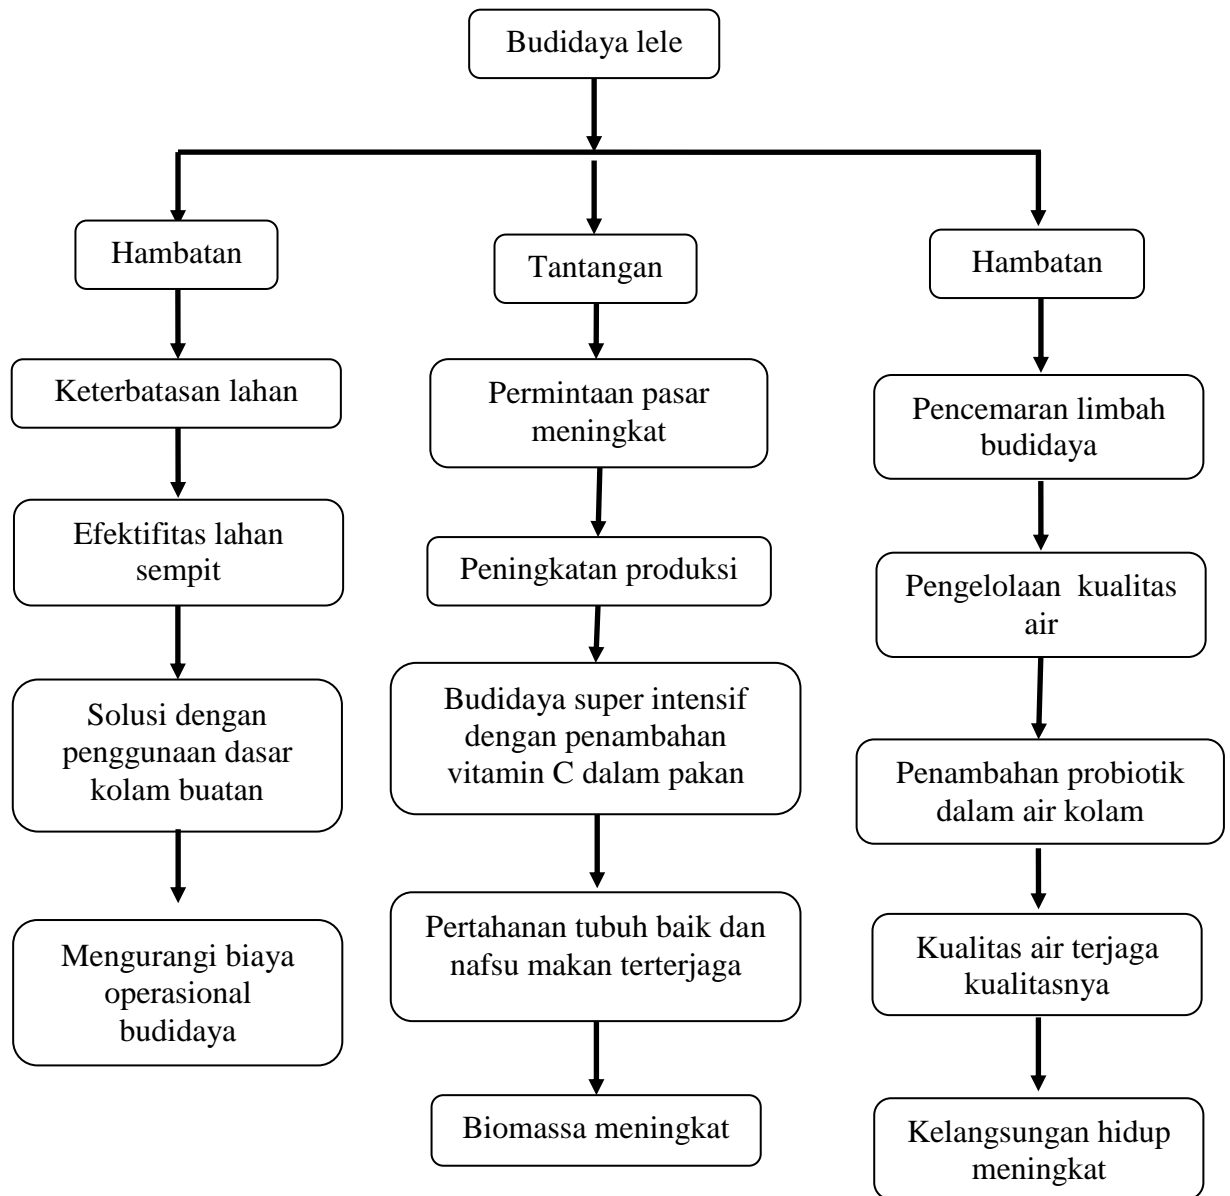 Budidaya lele
Hambatan
Keterbatasan lahan
Efektifitas lahan
sempit
Solusi dengan
penggunaan dasar
kolam buatan
Mengurangi biaya
operasional
budidaya
Tantangan
Permintaan pasar
meningkat
Peningkatan produksi
Budidaya super intensif
dengan penambahan
vitamin C dalam pakan
Pertahanan tubuh baik dan
nafsu makan terterjaga
Biomassa meningkat
Hambatan
Pencemaran limbah
budidaya
Pengelolaan  kualitas
air
Penambahan probiotik
dalam air kolam
Kualitas air terjaga
kualitasnya
Kelangsungan hidup
meningkat